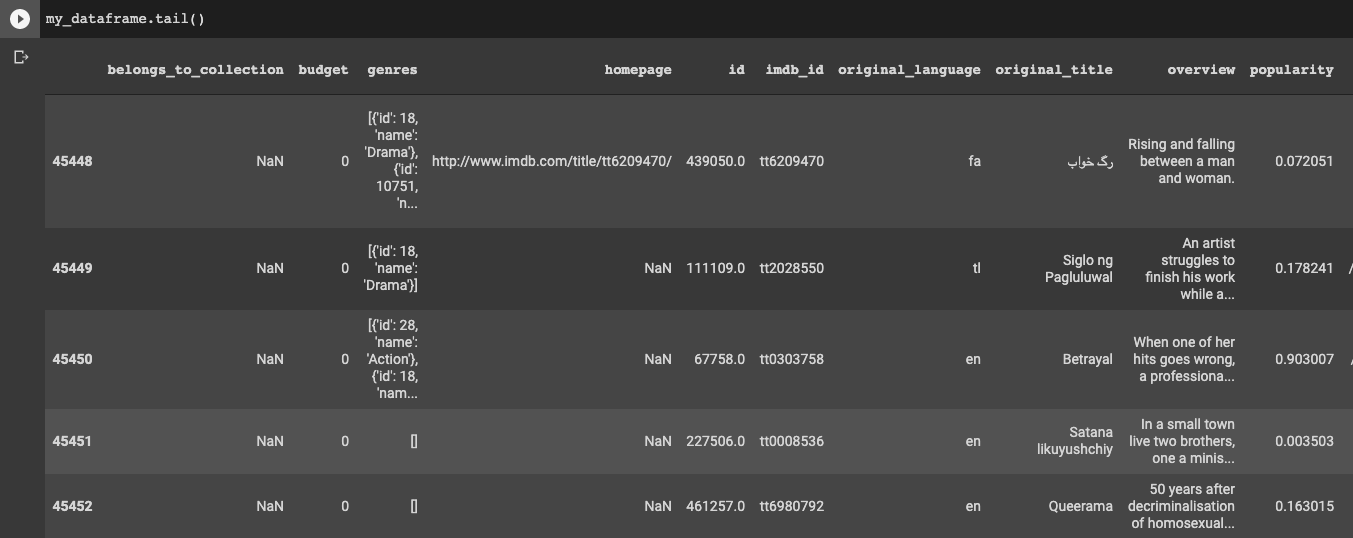 my_dataframe.tail()
belongs_to_collection budget genres homepage id imdb_id original_language original_title overview popularity
45448 NaN 0 [{'id': 18, 'name': 'Drama'}, {'id': 10751, 'n... http://www.imdb.com/title/tt6209470/ 439050.0 tt6209470 fa رگ خواب Rising and falling between a man and woman. 0.072051
45449 NaN 0 [{'id': 18, 'name': 'Drama'}] NaN 111109.0 tt2028550 tl Siglo ng Pagluluwal An artist struggles to finish his work while a... 0.178241 /
45450 NaN 0 [{'id': 28, 'name': 'Action'}, {'id': 18, 'nam... NaN 67758.0 tt0303758 en Betrayal When one of her hits goes wrong, a professiona... 0.903007 /
45451 NaN 0 [] NaN 227506.0 tt0008536 en Satana likuyushchiy In a small town live two brothers, one a minis... 0.003503
45452 NaN 0 [] NaN 461257.0 tt6980792 en Queerama 50 years after decriminalisation of homosexual... 0.163015